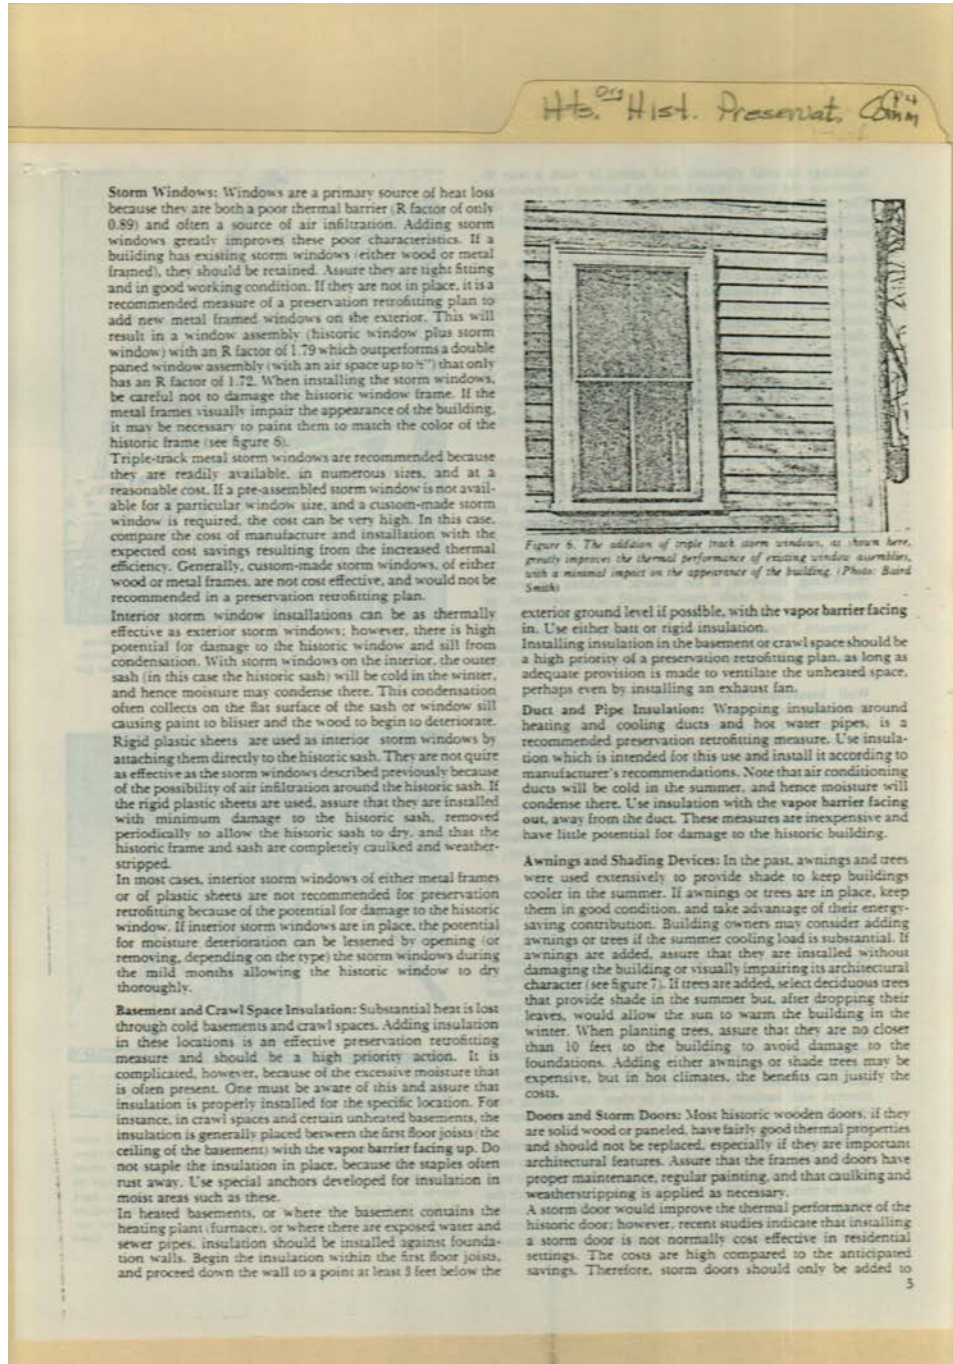 Hts. Org Hist. Preservat. Comm
Storm Windows: Windows are a primary source of heat loss
because they are both a poor thermal barrier (R factor of only
0.89) and often a source of air infiltration. Adding storm
windows greatly improves these poor characteristics. If a
building has existing storm windows (either wood or metal
framed), they should be retained. Assure they are tight fitting
and in good working condition. If they are not in place, it is a
recommended measure of a preservation retrofitting plan to
add new metal framed windows on the exterior. This will
result in a window assembly (historic window plus storm
window) with an R factor of 1.79 which outperforms a double
paned window assembly (with an air space up to ½") that only
has an R factor of 1.72. When installing the storm windows,
be careful not to damage the historic window frame. If the
metal frames visually impair the appearance of the building,
it may be necessary to paint them to match the color of the
historic frame (see figure 6).
Triple-track metal storm windows are recommended because
they are readily available, in numerous sizes, and at a
reasonable cost. If a pre-assembled storm window is not avail-
able for a particular window size, and a custom-made storm
window is required, the cost can be very high. In this case,
compare the cost of manufacture and installation with the
expected cost savings resulting from the increased thermal
efficiency. Generally, custom-made storm windows, of either
wood or metal frames, are not cost effective, and would not be
recommended in a preservation retrofitting plan.
Interior storm window installations can be as thermally
effective as exterior storm windows; however, there is high
potential for damage to the historic window and sill from
condensation. With storm windows on the interior, the outer
sash (in this case the historic sash) will be cold in the winter,
and hence moisture may condense there. This condensation
often collects on the flat surface of the sash or window sill
causing paint to blister and the wood to begin to deteriorate.
Rigid plastic sheets are used as interior storm windows by
attaching them directly to the historic sash. They are not quite
as effective as the storm windows described previously because
of the possibility of air infiltration around the historic sash. If
the rigid plastic sheets are used, assure that they are installed
with minimum damage to the historic sash, removed
periodically to allow the historic sash to dry, and that the
historic frame and sash are completely caulked and weather-
stripped.
In most cases, interior storm windows of either metal frames
or of plastic sheets are not recommended for preservation
retrofitting because of the potential for damage to the historic
window. If interior storm windows are in place, the potential
for moisture deterioration can be lessened by opening (or
removing, depending on the type) the storm windows during
the mild months allowing the historic window to dry
thoroughly.
Basement and Crawl Space Insulation: Substantial heat is lost
through cold basements and crawl spaces. Adding insulation
in these locations is an effective preservation retrofitting
measure and should be a high priority action. It is
complicated, however, because of the excessive moisture that
is often present. One must be aware of this and assure that
insulation is properly installed for the specific location. For
instance, in crawl spaces and certain unheated basements, the
insulation is generally placed between the first floor joists (the
ceiling of the basement) with the vapor barrier facing up. Do
not staple the insulation in place, because the staples often
rust away. Use special anchors developed for insulation in
moist areas such as these.
In heated basements, or where the basement contains the
heating plant (furnace), or where there are exposed water and
sewer pipes, insulation should be installed against founda-
tion walls. Begin the insulation within the first floor joists,
and proceed down the wall to a point at least 3 feet below the
Figure 6. The addition of triple track storm windows, as shown here,
greatly improves the thermal performance of existing window assemblies,
with a minimal impact on the appearance of the building. (Photo: Baird
Smith)
exterior ground level if possible, with the vapor barrier facing
in. Use either batt or rigid insulation.
Installing insulation in the basement or crawl space should be
a high priority of a preservation retrofitting plan, as long as
adequate provision is made to ventilate the unheated space,
perhaps even by installing an exhaust fan.
Duct and Pipe Insulation: Wrapping insulation around
heating and cooling ducts and hot water pipes, is a
recommended preservation retrofitting measure. Use insula-
tion which is intended for this use and install it according to
manufacturer's recommendations. Note that air conditioning
ducts will be cold in the summer, and hence moisture will
condense there. Use insulation with the vapor barrier facing
out, away from the duct. These measures are inexpensive and
have little potential for damage to the historic building.
Awnings and Shading Devices: In the past, awnings and trees
were used extensively to provide shade to keep buildings
cooler in the summer. If awnings or trees are in place, keep
them in good condition, and take advantage of their energy-
saving contribution. Building owners may consider adding
awnings or trees if the summer cooling load is substantial. If
awnings are added, assure that they are installed without
damaging the building or visually impairing its architectural
character (see figure 7). If trees are added, select deciduous trees
that provide shade in the summer but, after dropping their
leaves, would allow the sun to warm the building in the
winter. When planting trees, assure that they are no closer
than 10 feet to the building to avoid damage to the
foundations. Adding either awnings or shade trees may be
expensive, but in hot climates, the benefits can justify the
costs.
Doors and Storm Doors: Most historic wooden doors, if they
are solid wood or paneled, have fairly good thermal properties
and should not be replaced, especially if they are important
architectural features. Assure that the frames and doors have
proper maintenance, regular painting, and that caulking and
weatherstripping is applied as necessary.
A storm door would improve the thermal performance of the
historic door; however, recent studies indicate that installing
a storm door is not normally cost effective in residential
settings. The costs are high compared to the anticipated
savings. Therefore, storm doors should only be added to
5